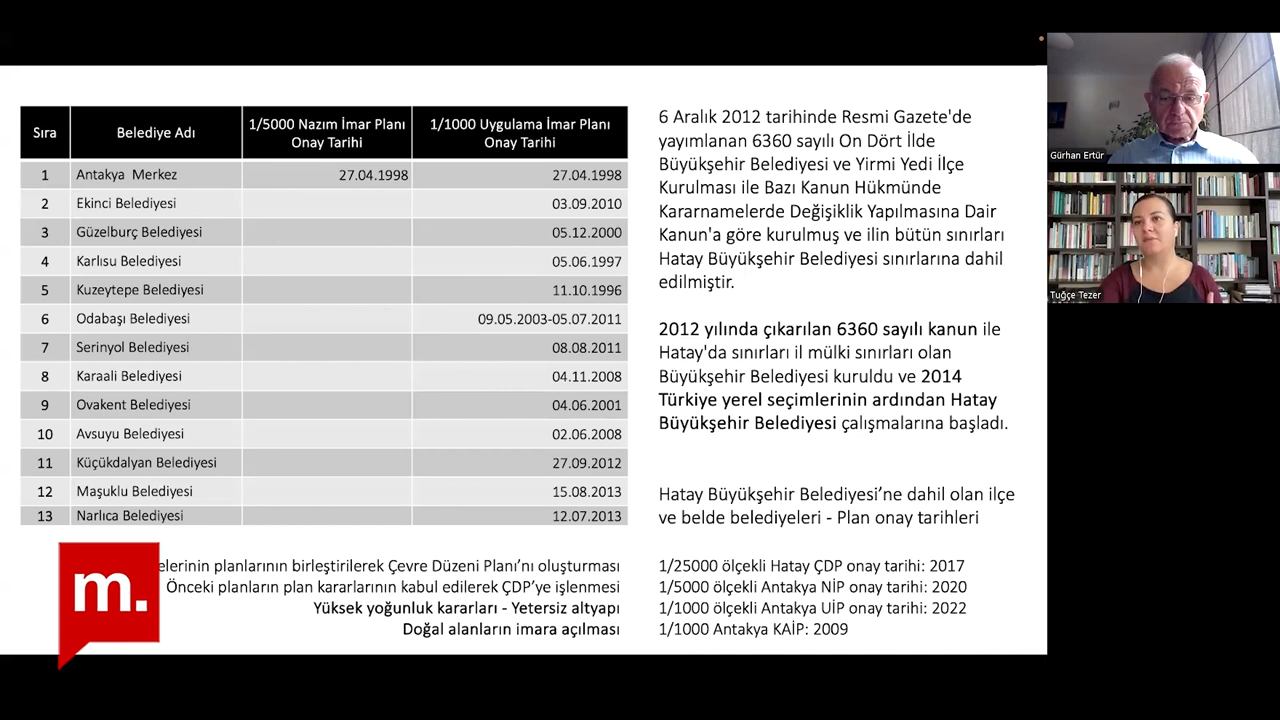 Sıra
Belediye Adı
1/5000 Nazım İmar Planı
Onay Tarihi
1/1000 Uygulama İmar Planı
Onay Tarihi
1 Antakya Merkez 27.04.1998 27.04.1998
2 Ekinci Belediyesi 03.09.2010
3 Güzelburç Belediyesi 05.12.2000
4 Karlısu Belediyesi 05.06.1997
5 Kuzeytepe Belediyesi 11.10.1996
6 Odabaşı Belediyesi 09.05.2003-05.07.2011
7 Serinyol Belediyesi 08.08.2011
8 Karaali Belediyesi 04.11.2008
9 Ovakent Belediyesi 04.06.2001
10 Avsuyu Belediyesi 02.06.2008
11 Küçükdalyan Belediyesi 27.09.2012
12 Maşuklu Belediyesi 15.08.2013
13 Narlıca Belediyesi 12.07.2013
planlarının birleştirilerek Çevre Düzeni Planı’nı oluşturması
Önceki planların plan kararlarının kabul edilerek ÇDP’ye işlenmesi
Yüksek yoğunluk kararları - Yetersiz altyapı
Doğal alanların imara açılması
m.
6 Aralık 2012 tarihinde Resmi Gazete'de
yayımlanan 6360 sayılı On Dört İlde
Büyükşehir Belediyesi ve Yirmi Yedi İlçe
Kurulması ile Bazı Kanun Hükmünde
Kararnamelerde Değişiklik Yapılmasına Dair
Kanun'a göre kurulmuş ve ilin bütün sınırları
Hatay Büyükşehir Belediyesi sınırlarına dahil
edilmiştir.
2012 yılında çıkarılan 6360 sayılı kanun ile
Hatay'da sınırları il mülki sınırları olan
Büyükşehir Belediyesi kuruldu ve 2014
Türkiye yerel seçimlerinin ardından Hatay
Büyükşehir Belediyesi çalışmalarına başladı.
Hatay Büyükşehir Belediyesi’ne dahil olan ilçe
ve belde belediyeleri - Plan onay tarihleri
1/25000 ölçekli Hatay ÇDP onay tarihi: 2017
1/5000 ölçekli Antakya NİP onay tarihi: 2020
1/1000 ölçekli Antakya UİP onay tarihi: 2022
1/1000 Antakya KAİP: 2009
Gürhan Ertür
Tuğçe Tezer